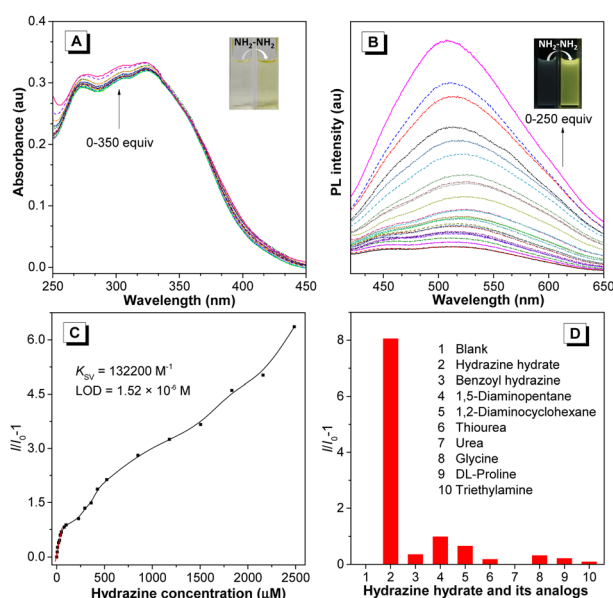 A
NH2-NH2
0-350 equiv
Absorbance (au)
0.4
0.3
0.2
0.1
0.0
250 300 350 400 450
Wavelength (nm)
B
NH2-NH2
0-250 equiv
PL intensity (au)
450 500 550 600 650
Wavelength (nm)
C
KSV = 132200 M-1
LOD = 1.52 × 10-6 M
I/I0-1
6.0
4.5
3.0
1.5
0.0
0 500 1000 1500 2000 2500
Hydrazine concentration (μM)
D
1 Blank
2 Hydrazine hydrate
3 Benzoyl hydrazine
4 1,5-Diaminopentane
5 1,2-Diaminocyclohexane
6 Thiourea
7 Urea
8 Glycine
9 DL-Proline
10 Triethylamine
I/I0-1
8
6
4
2
0
1 2 3 4 5 6 7 8 9 10
Hydrazine hydrate and its analogs